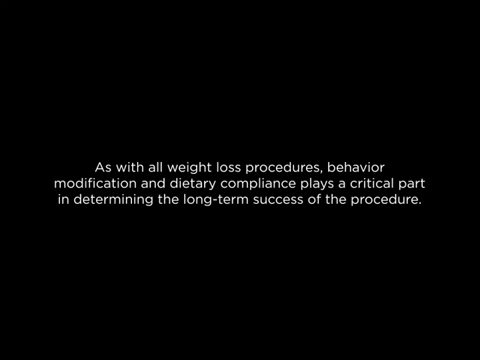 As with all weight loss procedures, behavior
modification and dietary compliance plays a critical part
in determining the long-term success of the procedure.